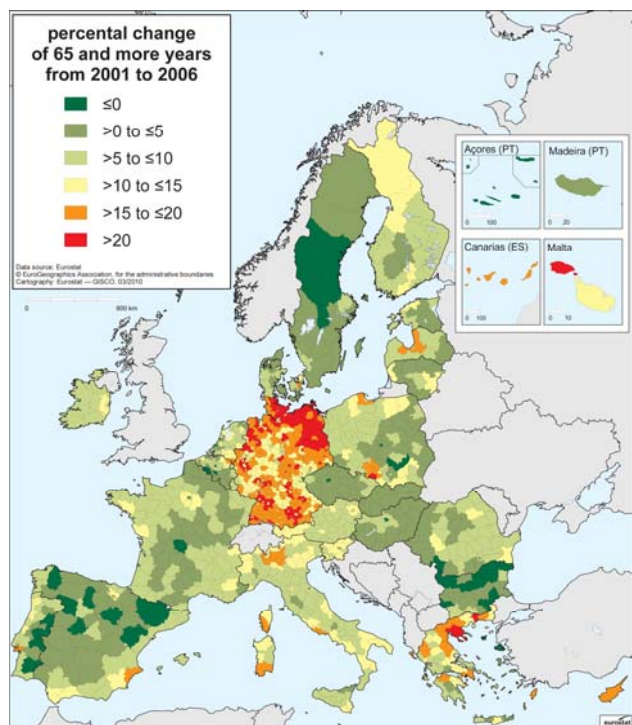 percental change
of 65 and more years
from 2001 to 2006
≤0
>0 to ≤5
>5 to ≤10
>10 to ≤15
>15 to ≤20
>20
Data source: Eurostat
© EuroGeographics Association, for the administrative boundaries
Cartography: Eurostat — GISCO, 03/2010
0 600 km
Açores (PT)
0 100
Madeira (PT)
0 20
Canarias (ES)
0 100
Malta
0 10
eurostat